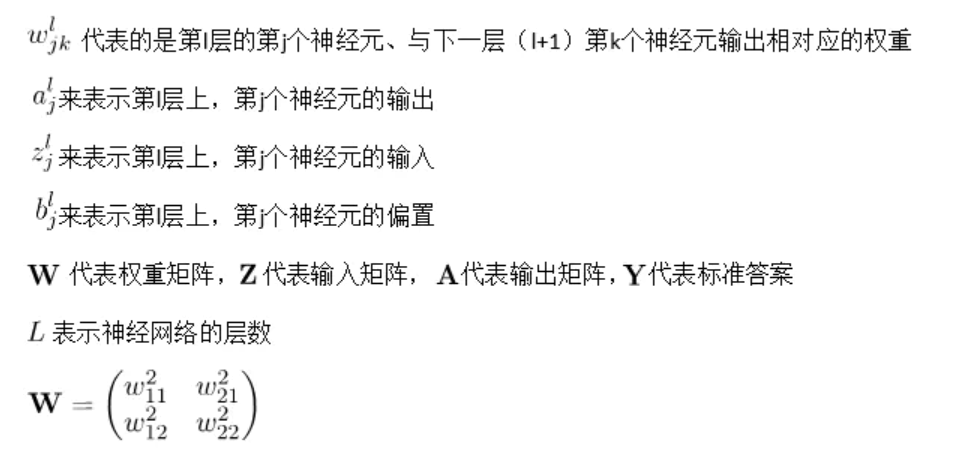 $w_{jk}^{l}$ 代表的是第l层的第j个神经元、与下一层（l+1）第k个神经元输出相对应的权重
$a_{j}^{l}$来表示第l层上，第j个神经元的输出
$z_{j}^{l}$来表示第l层上，第j个神经元的输入
$b_{j}^{l}$来表示第l层上，第j个神经元的偏置
$\mathbf{W}$ 代表权重矩阵，$\mathbf{Z}$ 代表输入矩阵， $\mathbf{A}$代表输出矩阵，$\mathbf{Y}$代表标准答案
$L$ 表示神经网络的层数
$\mathbf{W} = \begin{pmatrix} w_{11}^{2} & w_{21}^{2} \\ w_{12}^{2} & w_{22}^{2} \end{pmatrix}$